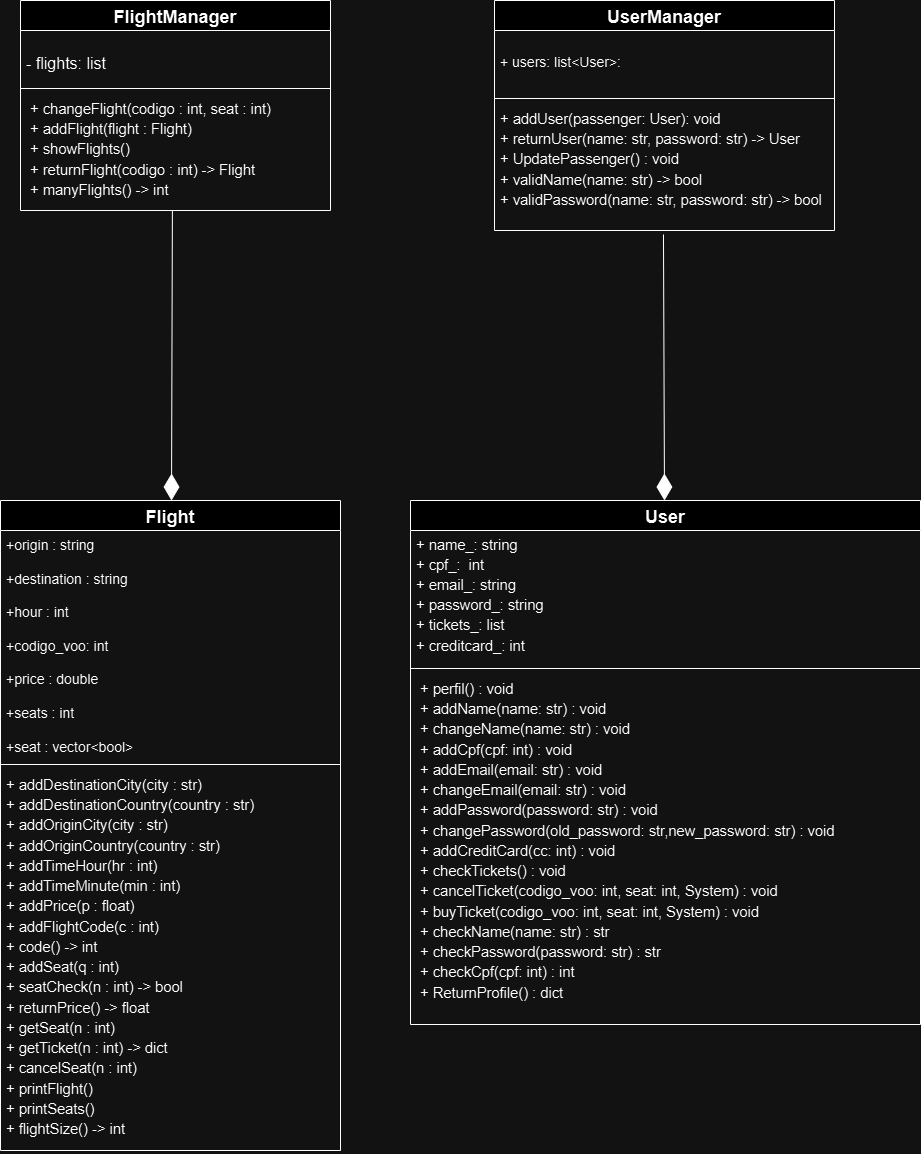 FlightManager
- flights: list
+ changeFlight(codigo : int, seat : int)
+ addFlight(flight : Flight)
+ showFlights()
+ returnFlight(codigo : int) -> Flight
+ manyFlights() -> int
UserManager
+ users: list<User>:
+ addUser(passenger: User): void
+ returnUser(name: str, password: str) -> User
+ UpdatePassenger() : void
+ validName(name: str) -> bool
+ validPassword(name: str, password: str) -> bool
Flight
+origin : string
+destination : string
+hour : int
+codigo_voo: int
+price : double
+seats : int
+seat : vector<bool>
+ addDestinationCity(city : str)
+ addDestinationCountry(country : str)
+ addOriginCity(city : str)
+ addOriginCountry(country : str)
+ addTimeHour(hr : int)
+ addTimeMinute(min : int)
+ addPrice(p : float)
+ addFlightCode(c : int)
+ code() -> int
+ addSeat(q : int)
+ seatCheck(n : int) -> bool
+ returnPrice() -> float
+ getSeat(n : int)
+ getTicket(n : int) -> dict
+ cancelSeat(n : int)
+ printFlight()
+ printSeats()
+ flightSize() -> int
User
+ name_: string
+ cpf_:  int
+ email_: string
+ password_: string
+ tickets_: list
+ creditcard_: int
+ perfil() : void
+ addName(name: str) : void
+ changeName(name: str) : void
+ addCpf(cpf: int) : void
+ addEmail(email: str) : void
+ changeEmail(email: str) : void
+ addPassword(password: str) : void
+ changePassword(old_password: str,new_password: str) : void
+ addCreditCard(cc: int) : void
+ checkTickets() : void
+ cancelTicket(codigo_voo: int, seat: int, System) : void
+ buyTicket(codigo_voo: int, seat: int, System) : void
+ checkName(name: str) : str
+ checkPassword(password: str) : str
+ checkCpf(cpf: int) : int
+ ReturnProfile() : dict